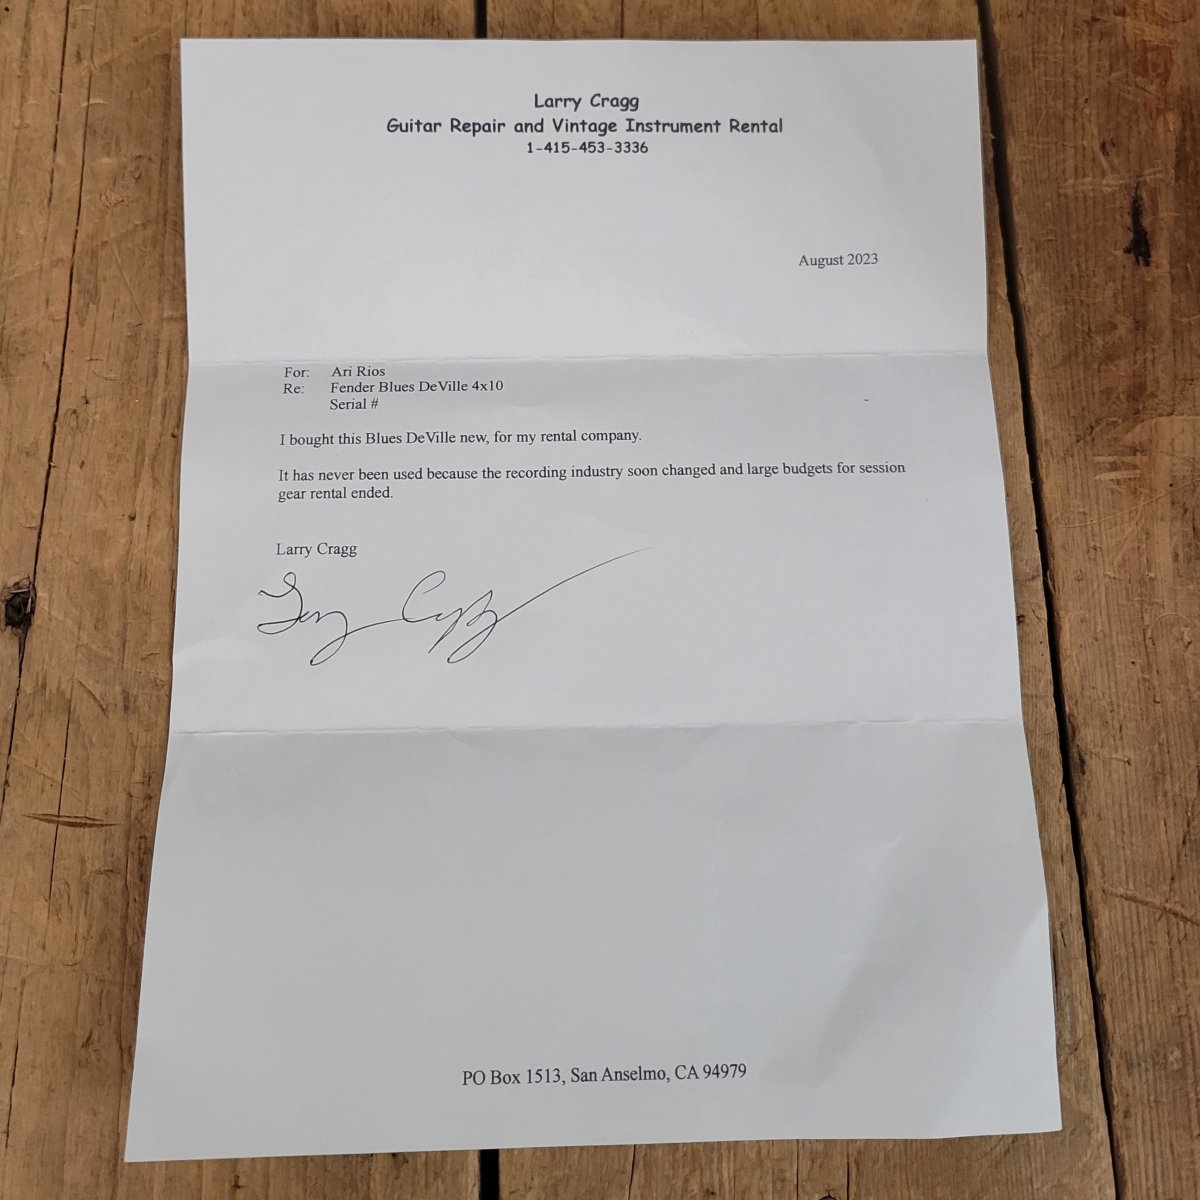 Larry Cragg
Guitar Repair and Vintage Instrument Rental
1-415-453-3336
August 2023
For: Ari Rios
Re: Fender Blues DeVille 4x10
Serial #
I bought this Blues DeVille new, for my rental company.
It has never been used because the recording industry soon changed and large budgets for session
gear rental ended.
Larry Cragg
Larry Cragg
PO Box 1513, San Anselmo, CA 94979